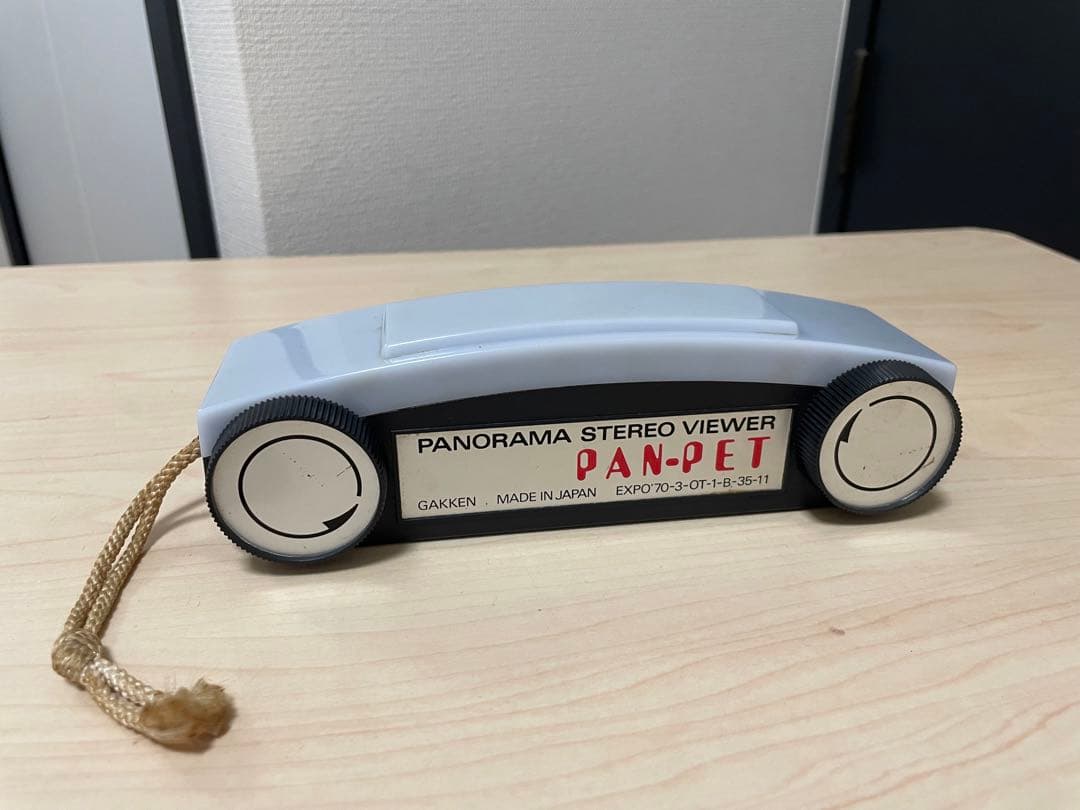 PANORAMA STEREO VIEWER
PAN-PET
GAKKEN . MADE IN JAPAN EXPO'70-3-OT-1-B-35-11